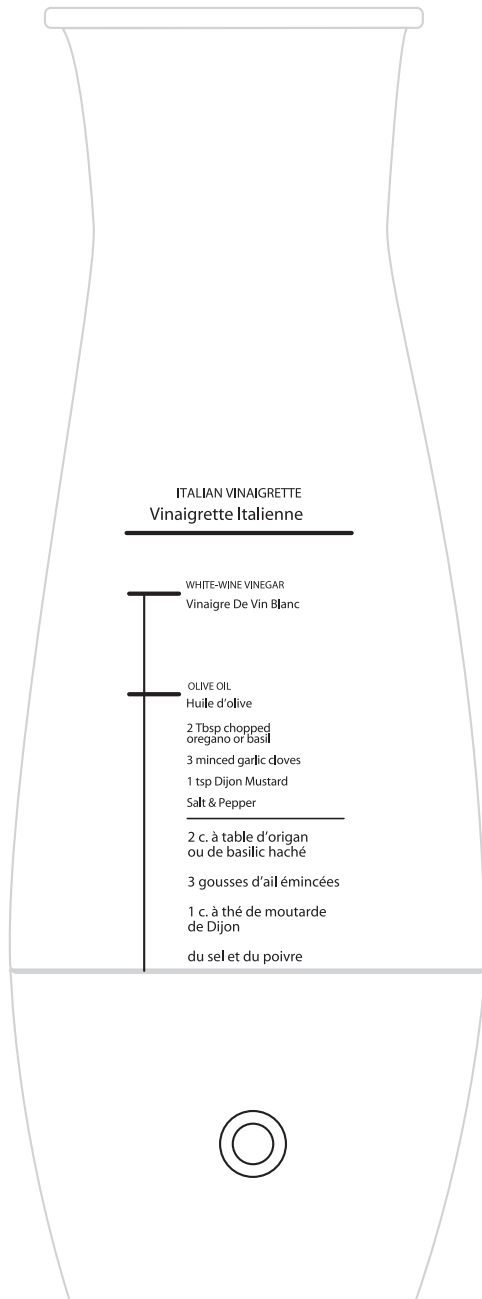 ITALIAN VINAIGRETTE
Vinaigrette Italienne
WHITE-WINE VINEGAR
Vinaigre De Vin Blanc
OLIVE OIL
Huile d'olive
2 Tbsp chopped
oregano or basil
3 minced garlic cloves
1 tsp Dijon Mustard
Salt & Pepper
2 c. à table d'origan
ou de basilic haché
3 gousses d'ail émincées
1 c. à thé de moutarde
de Dijon
du sel et du poivre